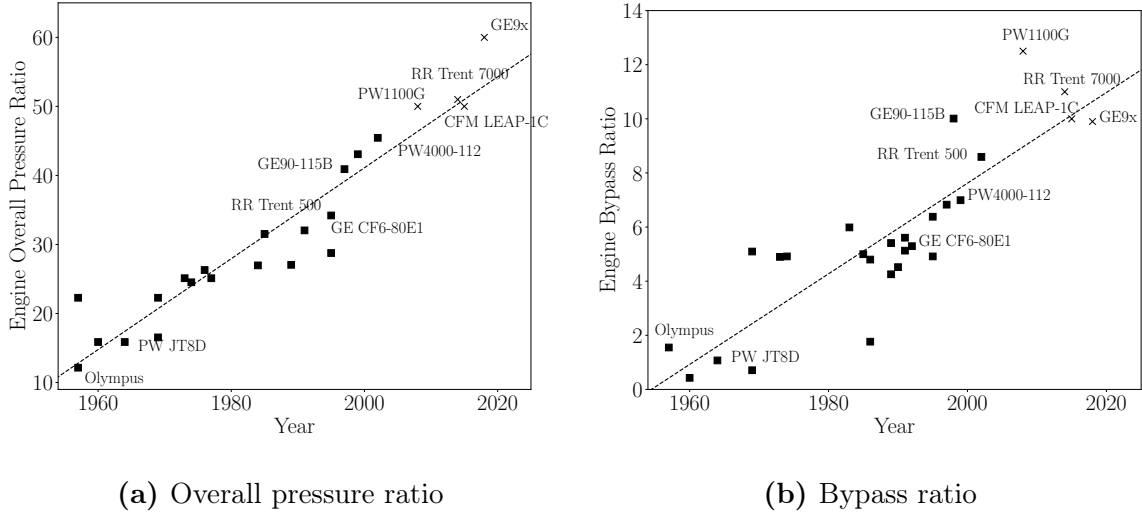 60
50
40
30
20
10
1960 1980 2000 2020
Year
Engine Overall Pressure Ratio
GE9x
RR Trent 7000
PW1100G
CFM LEAP-1C
PW4000-112
GE90-115B
RR Trent 500
GE CF6-80E1
PW JT8D
Olympus
(a) Overall pressure ratio
14
12
10
8
6
4
2
0
1960 1980 2000 2020
Year
Engine Bypass Ratio
PW1100G
RR Trent 7000
CFM LEAP-1C
GE90-115B
GE9x
RR Trent 500
PW4000-112
GE CF6-80E1
Olympus
PW JT8D
(b) Bypass ratio